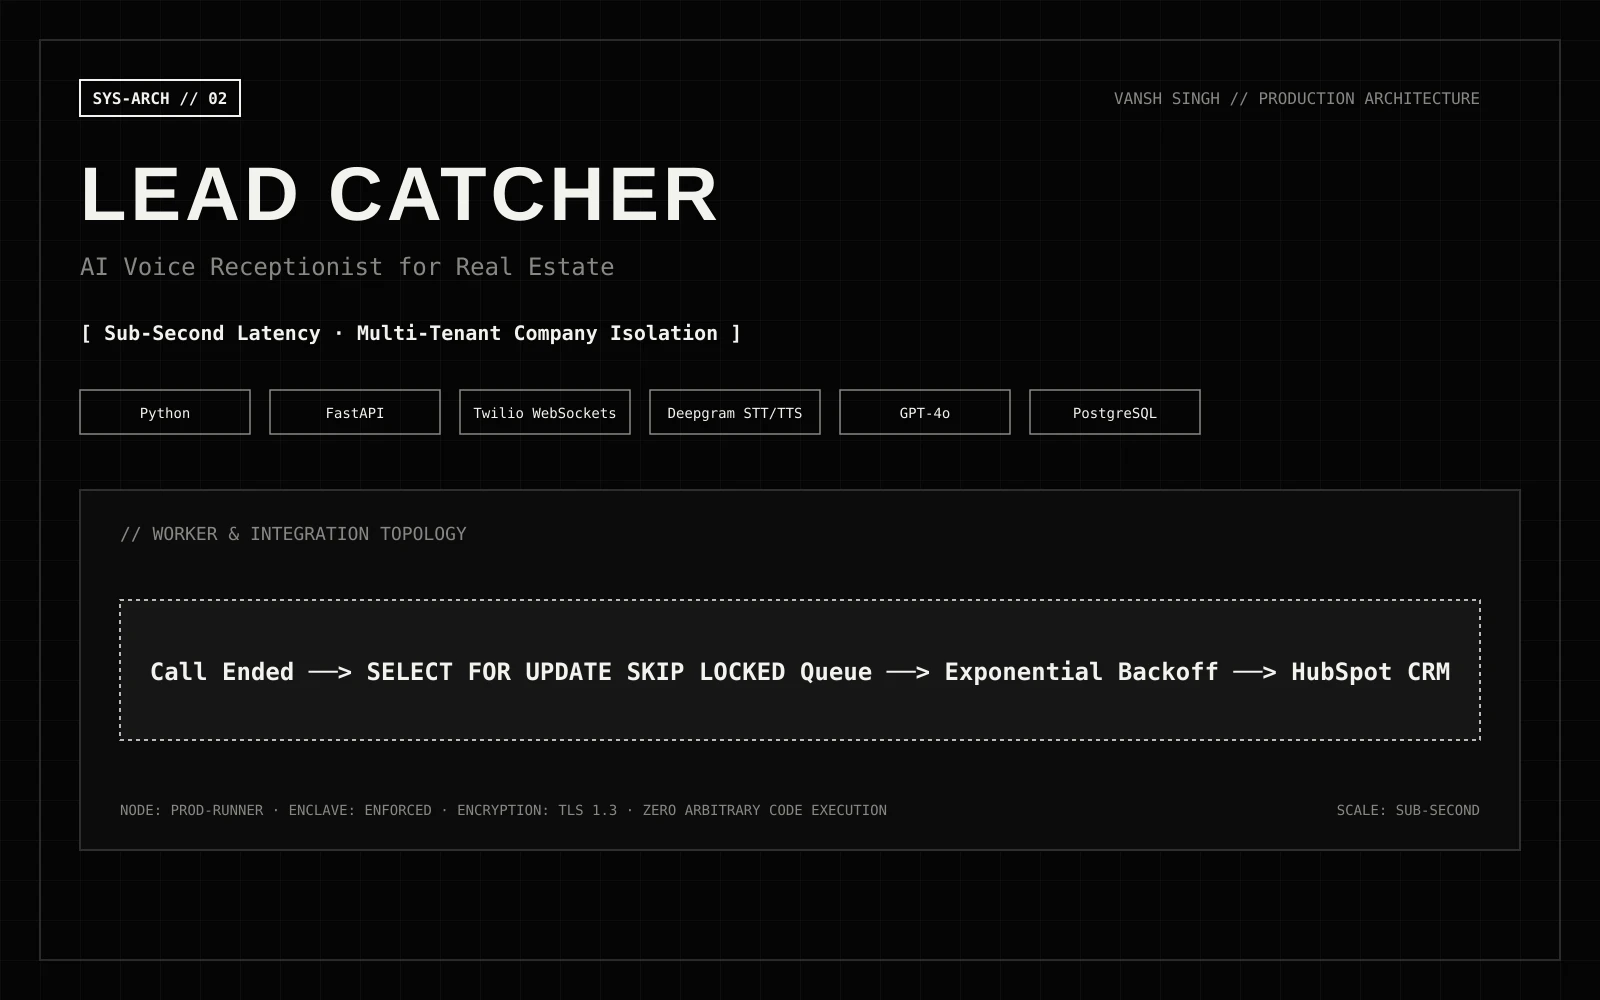 SYS-ARCH // 02
VANSH SINGH // PRODUCTION ARCHITECTURE
LEAD CATCHER
AI Voice Receptionist for Real Estate
[ Sub-Second Latency · Multi-Tenant Company Isolation ]
Python
FastAPI
Twilio WebSockets
Deepgram STT/TTS
GPT-4o
PostgreSQL
// WORKER & INTEGRATION TOPOLOGY
Call Ended ──> SELECT FOR UPDATE SKIP LOCKED Queue ──> Exponential Backoff ──> HubSpot CRM
NODE: PROD-RUNNER · ENCLAVE: ENFORCED · ENCRYPTION: TLS 1.3 · ZERO ARBITRARY CODE EXECUTION
SCALE: SUB-SECOND